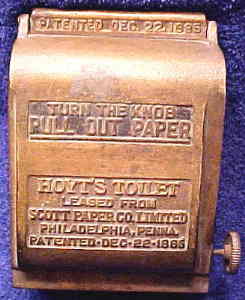 PATENTED DEC. 22. 1885
TURN THE KNOB
PULL OUT PAPER
HOYT'S TOILET
LEASED FROM
SCOTT PAPER CO. LIMITED
PHILADELPHIA, PENNA.
PATENTED·DEC·22·1885